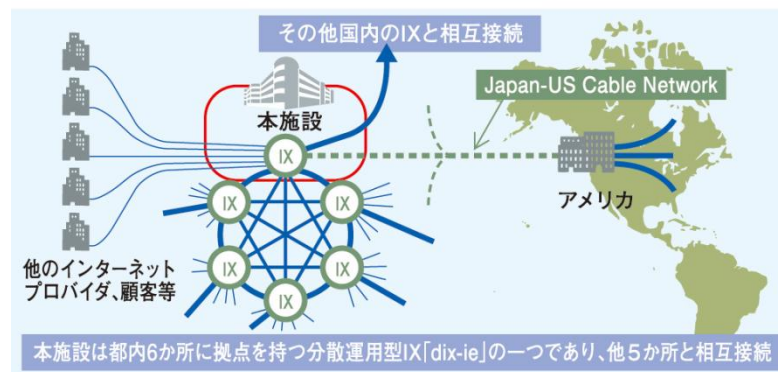 その他国内のIXと相互接続
Japan-US Cable Network
本施設
IX
アメリカ
IX
IX
IX
IX
IX
他のインターネット
プロバイダ、顧客等
本施設は都内6か所に拠点を持つ分散運用型IX「dix-ie」の一つであり、他5か所と相互接続